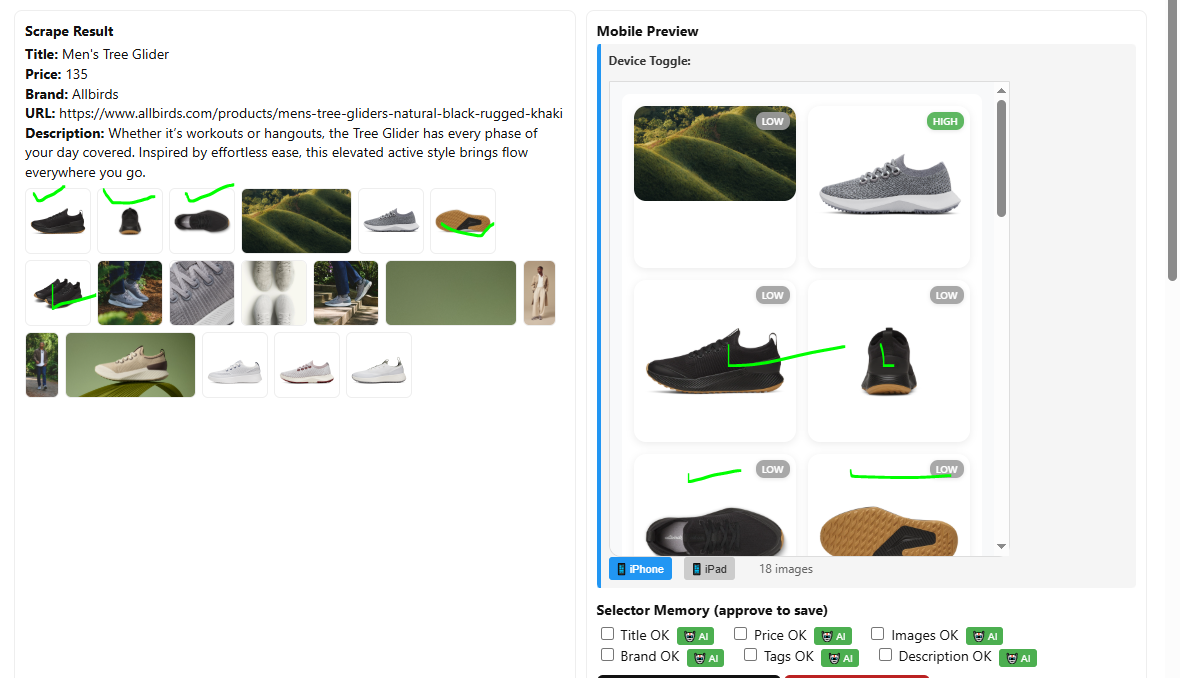 Scrape Result
Title: Men's Tree Glider
Price: 135
Brand: Allbirds
URL: https://www.allbirds.com/products/mens-tree-gliders-natural-black-rugged-khaki
Description: Whether it’s workouts or hangouts, the Tree Glider has every phase of
your day covered. Inspired by effortless ease, this elevated active style brings flow
everywhere you go.
Mobile Preview
Device Toggle:
LOW
HIGH
LOW
LOW
LOW
LOW
iPhone
iPad
18 images
Selector Memory (approve to save)
Title OK AI Price OK AI Images OK AI
Brand OK AI Tags OK AI Description OK AI